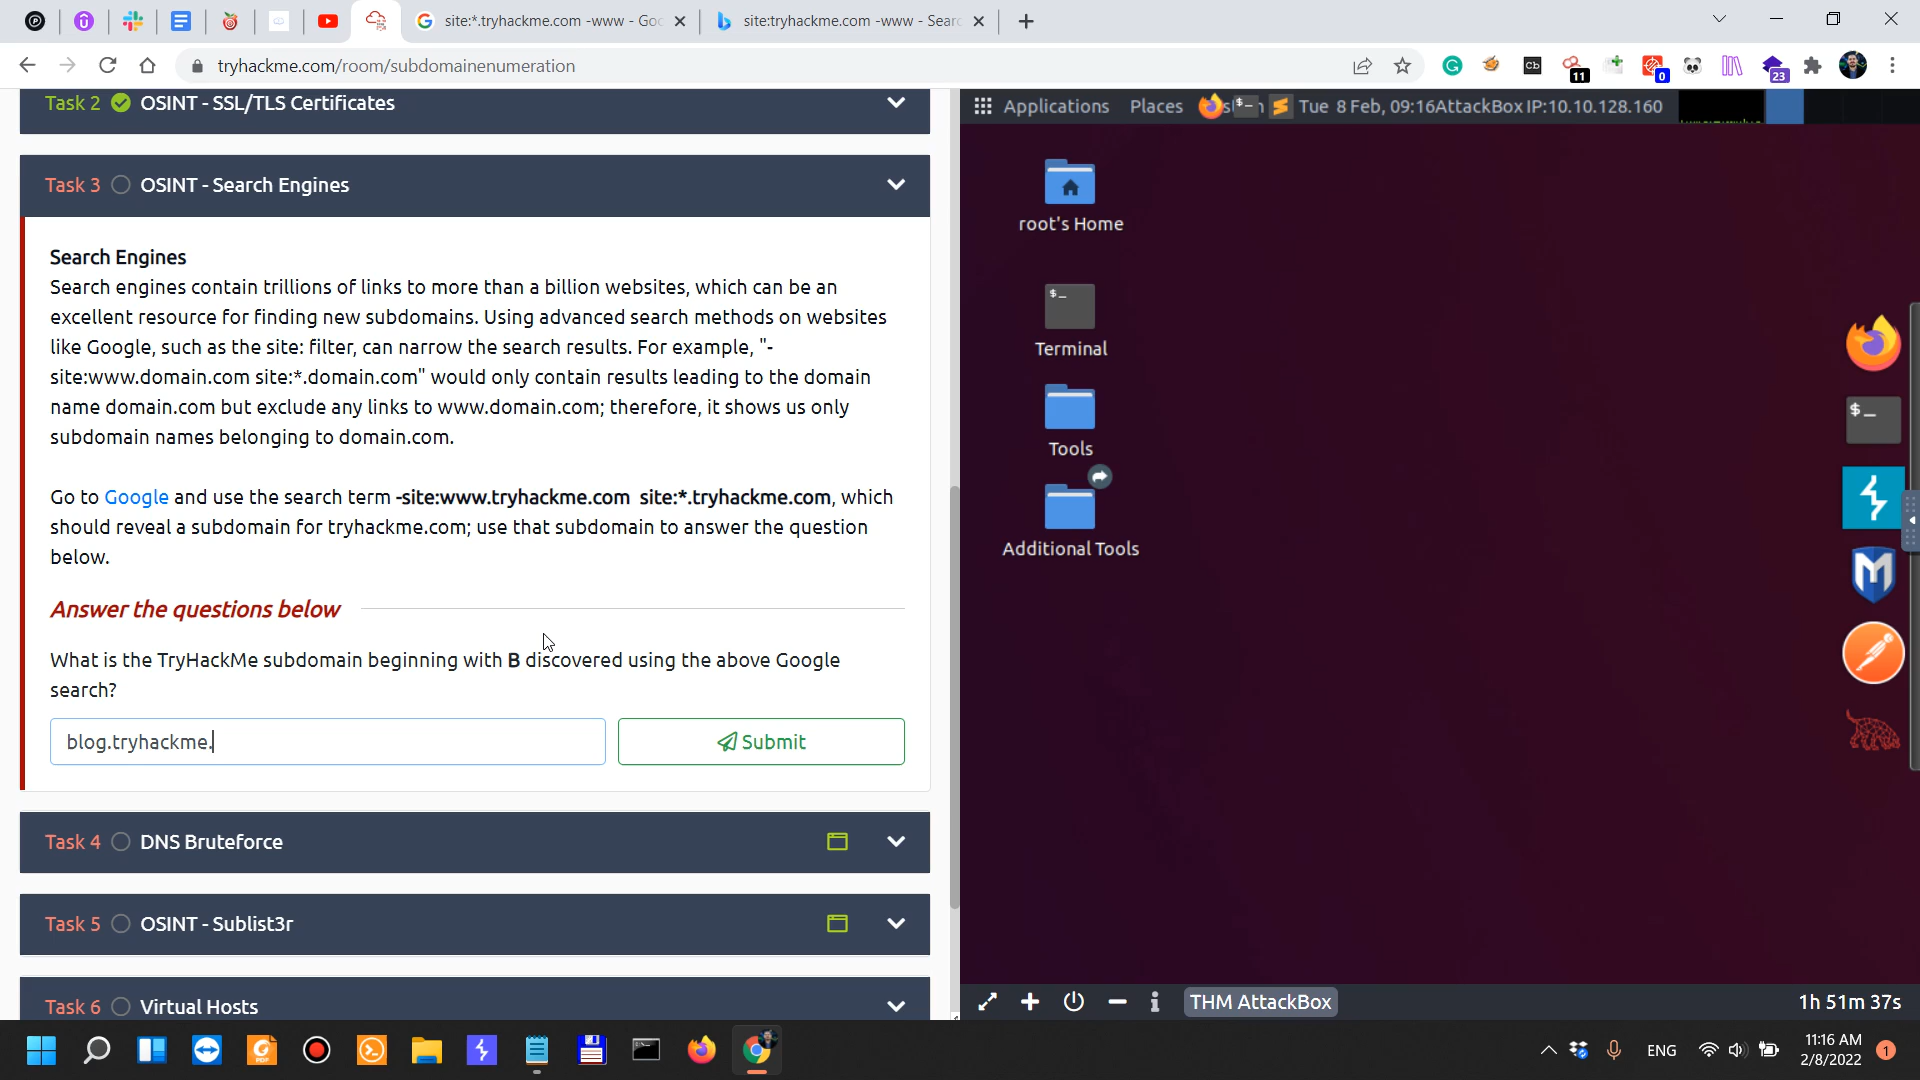 site:*.tryhackme.com -www - Goo
site:tryhackme.com -www - Searc
tryhackme.com/room/subdomainenumeration
Cb
11
0
23
Task 2 OSINT - SSL/TLS Certificates
Task 3 OSINT - Search Engines
Search Engines
Search engines contain trillions of links to more than a billion websites, which can be an
excellent resource for finding new subdomains. Using advanced search methods on websites
like Google, such as the site: filter, can narrow the search results. For example, "-
site:www.domain.com site:*.domain.com" would only contain results leading to the domain
name domain.com but exclude any links to www.domain.com; therefore, it shows us only
subdomain names belonging to domain.com.
Go to Google and use the search term -site:www.tryhackme.com site:*.tryhackme.com, which
should reveal a subdomain for tryhackme.com; use that subdomain to answer the question
below.
Answer the questions below
What is the TryHackMe subdomain beginning with B discovered using the above Google
search?
blog.tryhackme.
Submit
Task 4 DNS Bruteforce
Task 5 OSINT - Sublist3r
Task 6 Virtual Hosts
Applications Places Tue 8 Feb, 09:16 AttackBox IP:10.10.128.160
root's Home
$_
Terminal
Tools
Additional Tools
$_
THM AttackBox
1h 51m 37s
PDF
ENG
11:16 AM
2/8/2022
1